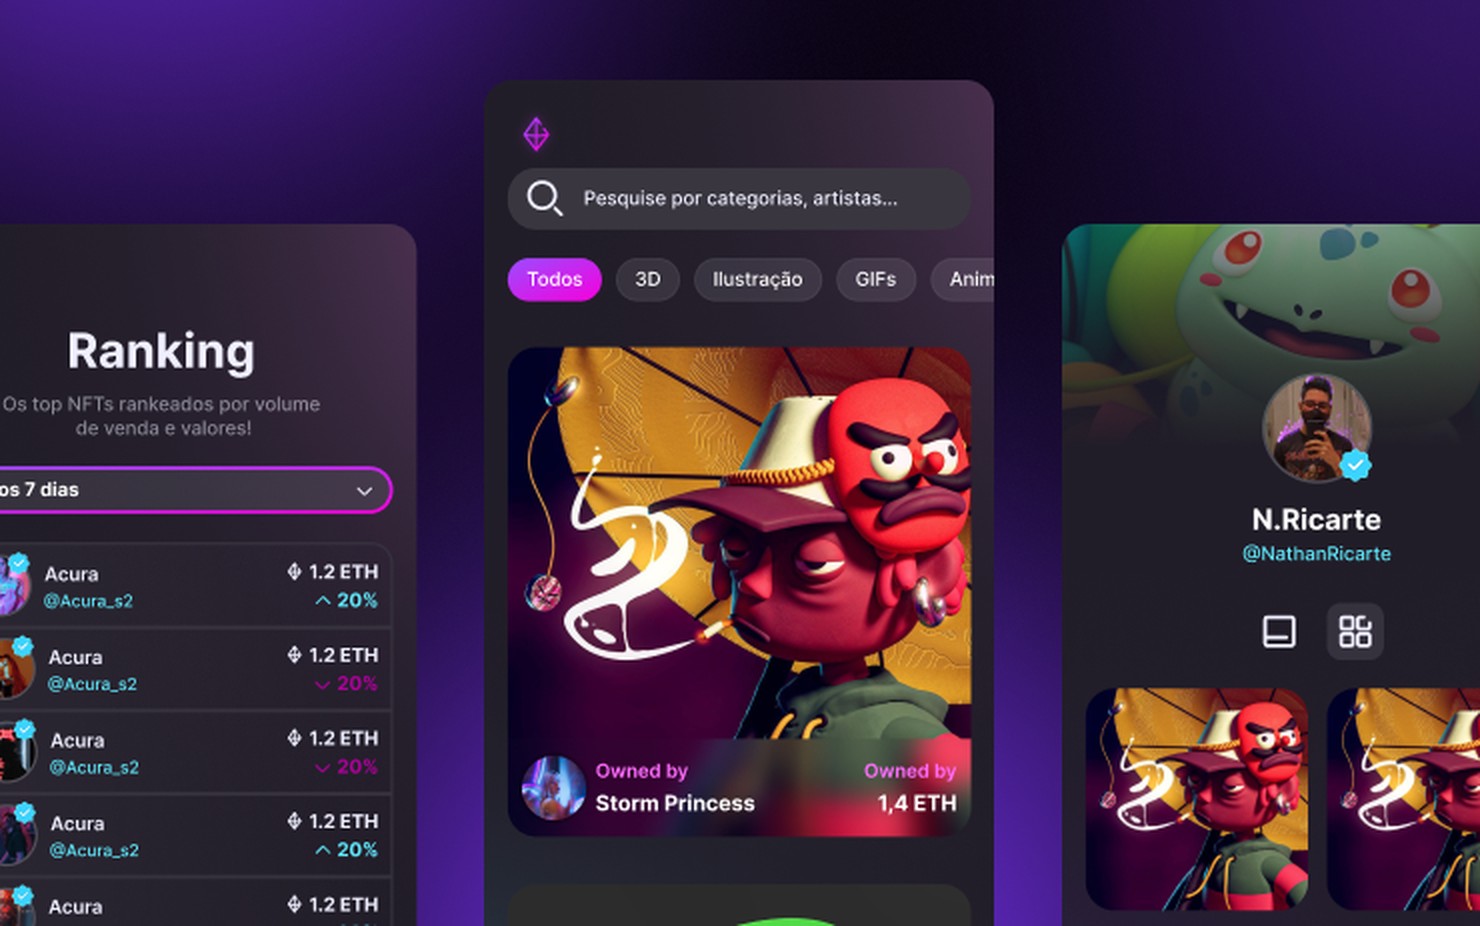 Ranking
Os top NFTs rankeados por volume
de venda e valores!
os 7 dias
Acura
1.2 ETH
@Acura_s2
20%
Acura
1.2 ETH
@Acura_s2
20%
Acura
1.2 ETH
@Acura_s2
20%
Acura
1.2 ETH
@Acura_s2
20%
Acura
1.2 ETH
Pesquise por categorias, artistas...
Todos
3D
Ilustração
GIFs
Anim
Owned by
Owned by
Storm Princess
1,4 ETH
N.Ricarte
@NathanRicarte